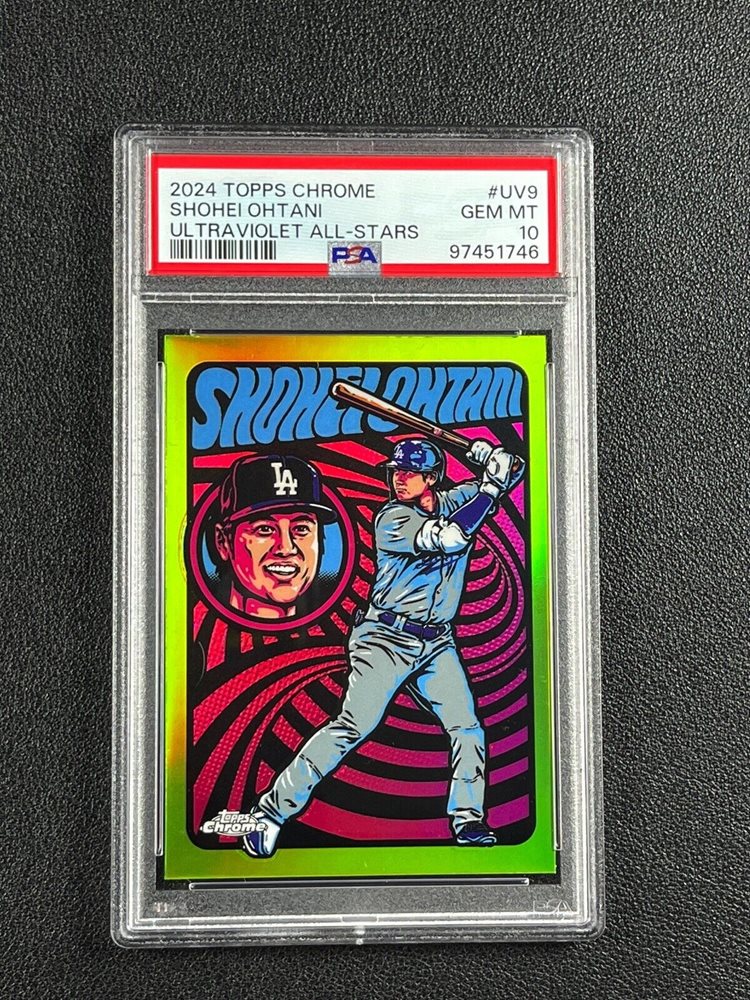 2024 TOPPS CHROME #UV9
SHOHEI OHTANI GEM MT
ULTRAVIOLET ALL-STARS 10
PSA 97451746
SHOHEI OHTANI
LA
LA
Topps
Chrome